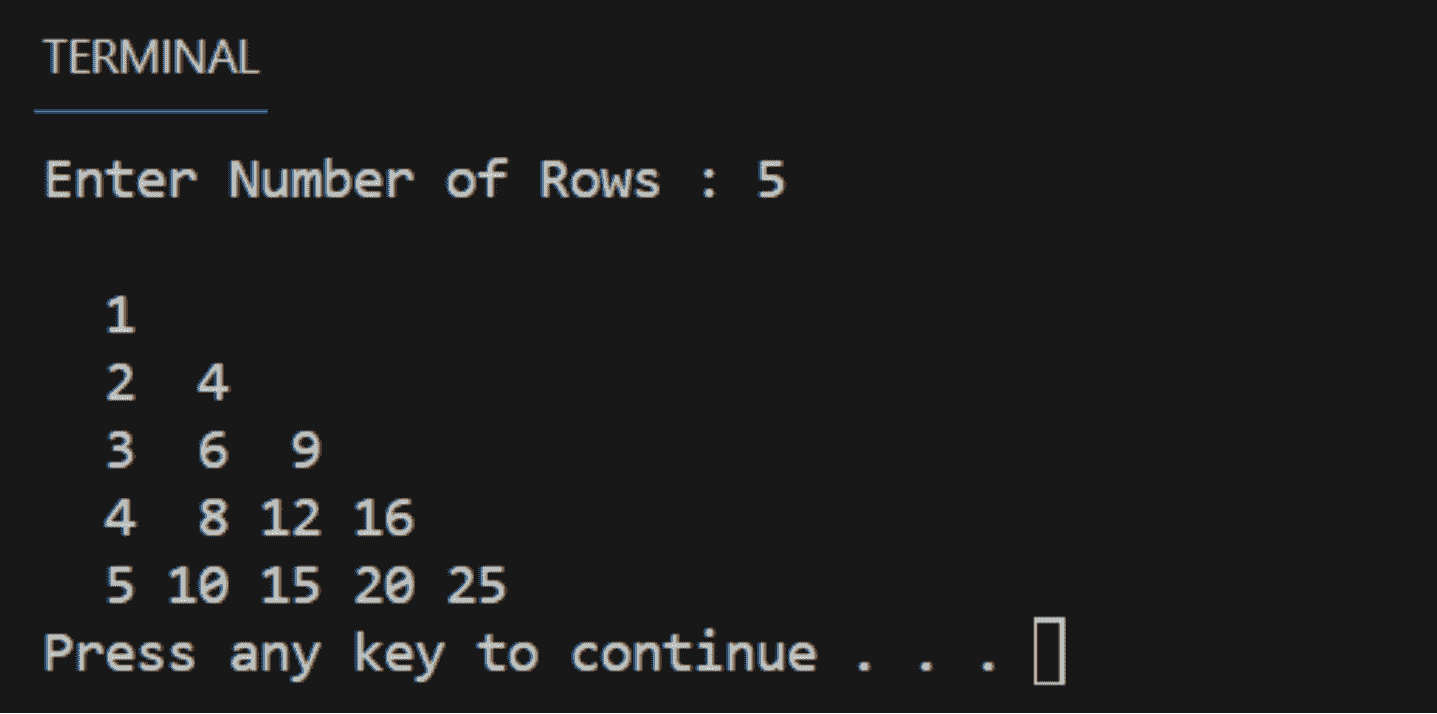 TERMINAL
Enter Number of Rows : 5
1
2 4
3 6 9
4 8 12 16
5 10 15 20 25
Press any key to continue . . .